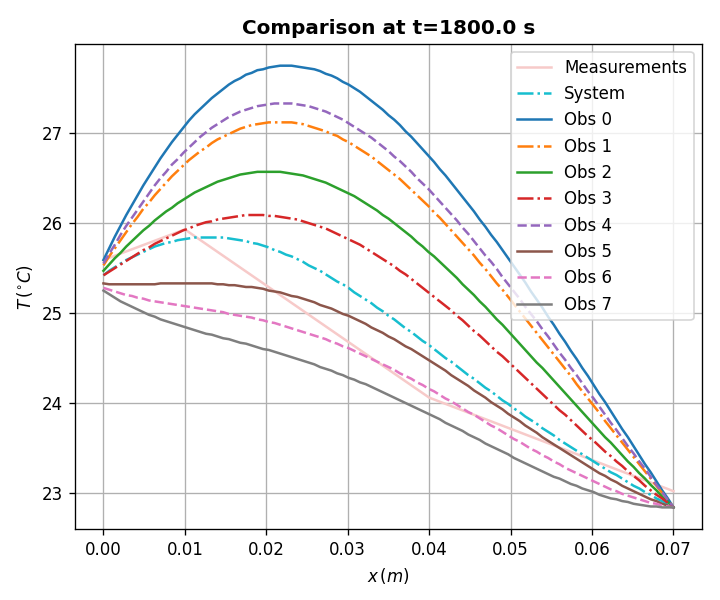 Comparison at t=1800.0 s
Measurements
System
Obs 0
Obs 1
Obs 2
Obs 3
Obs 4
Obs 5
Obs 6
Obs 7
27
26
25
24
23
T (°C)
0.00 0.01 0.02 0.03 0.04 0.05 0.06 0.07
x (m)